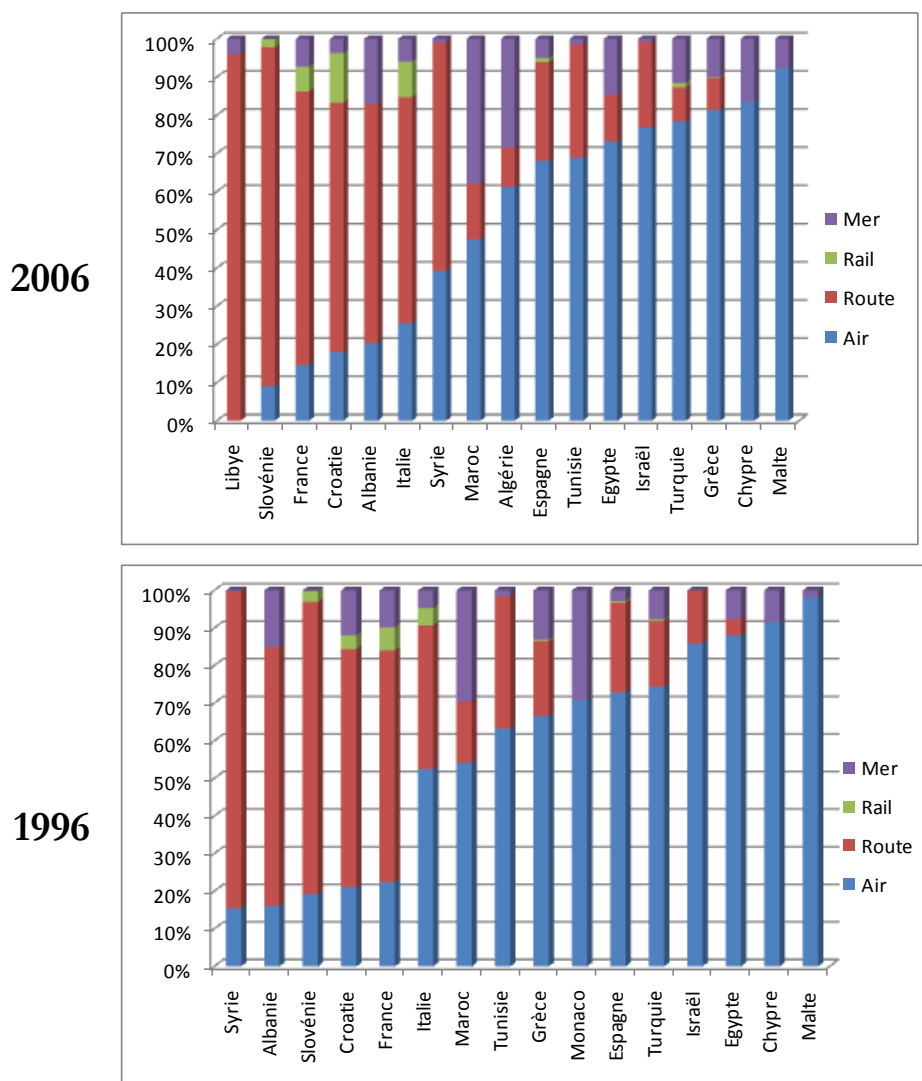 2006
100%
90%
80%
70%
60%
50%
40%
30%
20%
10%
0%
Libye
Slovénie
France
Croatie
Albanie
Italie
Syrie
Maroc
Algérie
Espagne
Tunisie
Egypte
Israël
Turquie
Grèce
Chypre
Malte
Mer
Rail
Route
Air
1996
100%
90%
80%
70%
60%
50%
40%
30%
20%
10%
0%
Syrie
Albanie
Slovénie
Croatie
France
Italie
Maroc
Tunisie
Grèce
Monaco
Espagne
Turquie
Israël
Egypte
Chypre
Malte
Mer
Rail
Route
Air